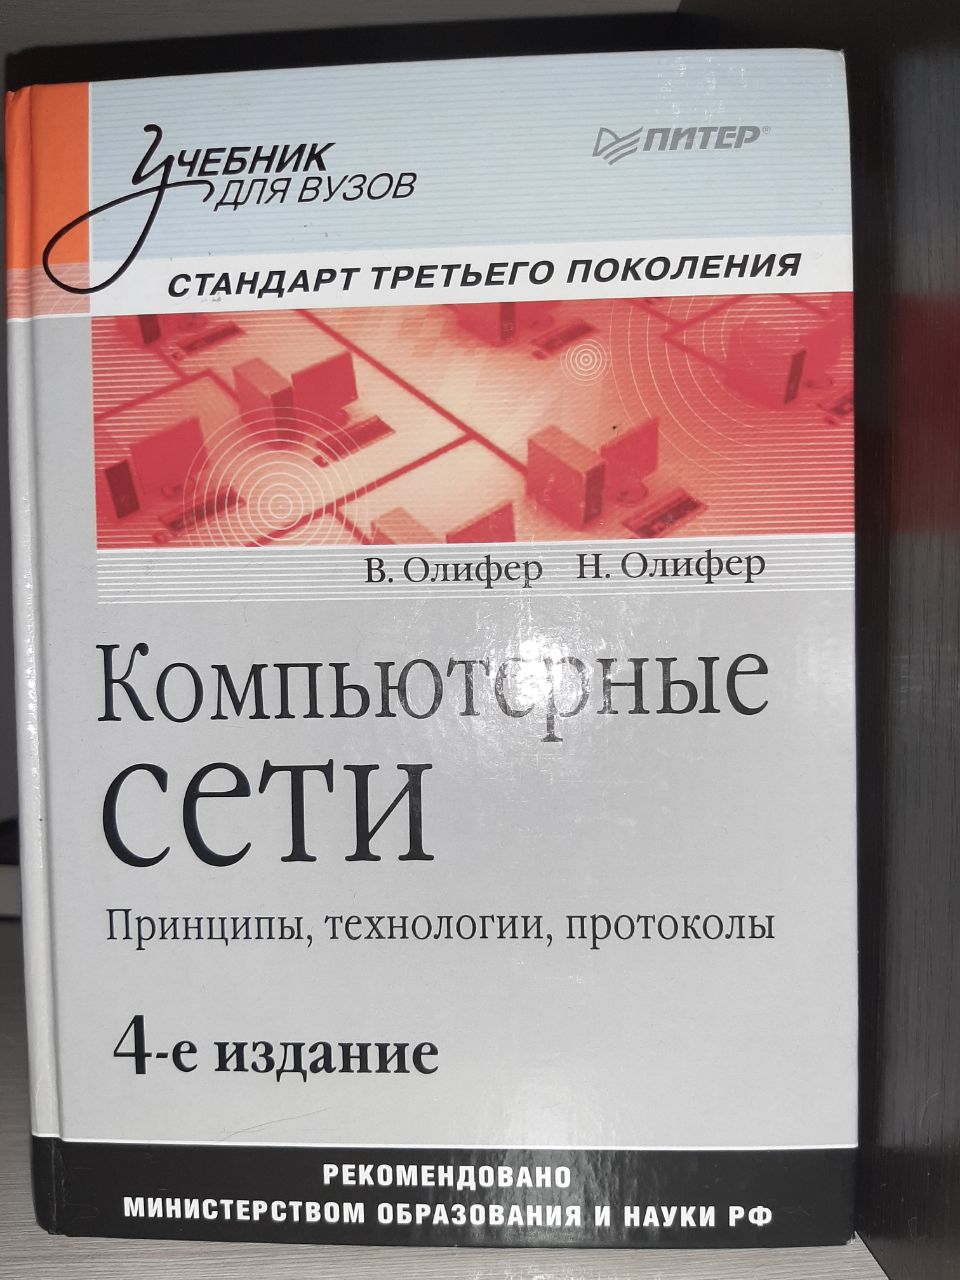 УЧЕБНИК
ДЛЯ ВУЗОВ
ПИТЕР®
СТАНДАРТ ТРЕТЬЕГО ПОКОЛЕНИЯ
В. Олифер Н. Олифер
Компьютерные
сети
Принципы, технологии, протоколы
4-е издание
РЕКОМЕНДОВАНО
МИНИСТЕРСТВОМ ОБРАЗОВАНИЯ И НАУКИ РФ